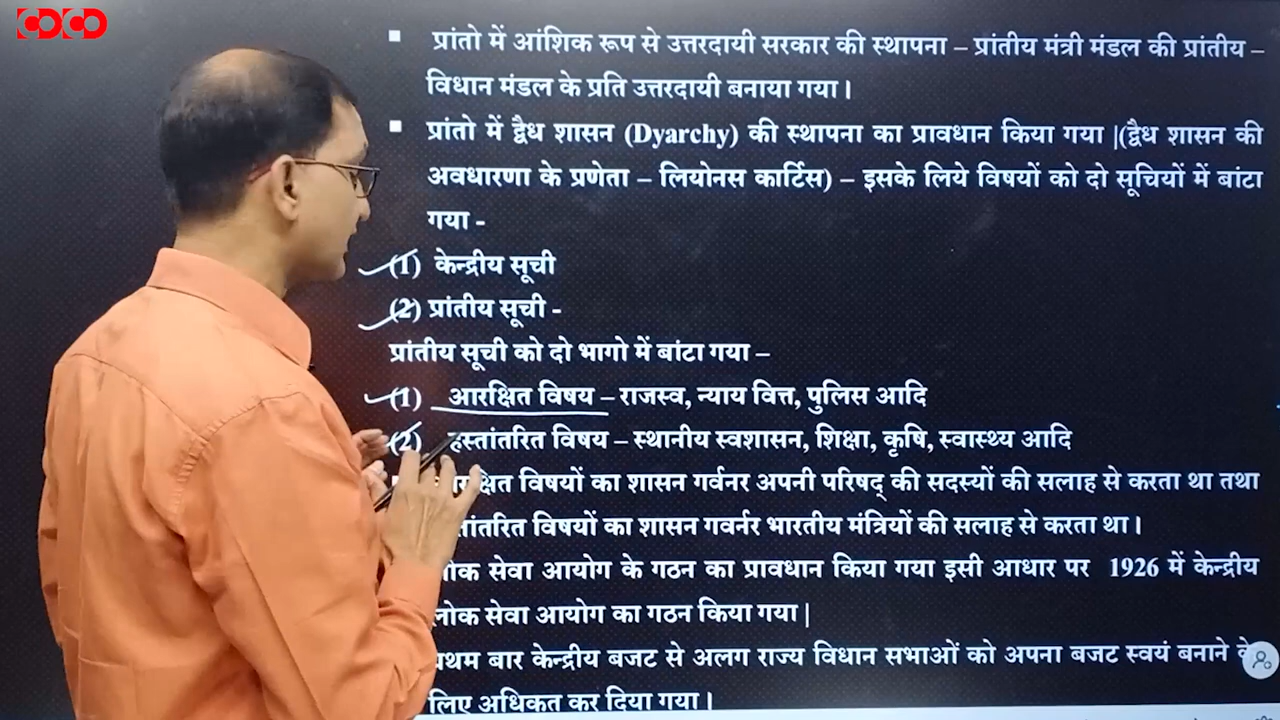 COCO
प्रांतो में आंशिक रूप से उत्तरदायी सरकार की स्थापना – प्रांतीय मंत्री मंडल की प्रांतीय –
विधान मंडल के प्रति उत्तरदायी बनाया गया।
प्रांतो में द्वैध शासन (Dyarchy) की स्थापना का प्रावधान किया गया |(द्वैध शासन की
अवधारणा के प्रणेता – लियोनस कार्टिस) – इसके लिये विषयों को दो सूचियों में बांटा
गया -
(1) केन्द्रीय सूची
(2) प्रांतीय सूची -
प्रांतीय सूची को दो भागो में बांटा गया –
(1) आरक्षित विषय – राजस्व, न्याय वित्त, पुलिस आदि
(2) हस्तांतरित विषय – स्थानीय स्वशासन, शिक्षा, कृषि, स्वास्थ्य आदि
विषयों का शासन गर्वनर अपनी परिषद् की सदस्यों की सलाह से करता था तथा
विषयों का शासन गवर्नर भारतीय मंत्रियों की सलाह से करता था।
सेवा आयोग के गठन का प्रावधान किया गया इसी आधार पर 1926 में केन्द्रीय
लोक सेवा आयोग का गठन किया गया |
बार केन्द्रीय बजट से अलग राज्य विधान सभाओं को अपना बजट स्वयं बनाने
लिए अधिकत कर दिया गया।